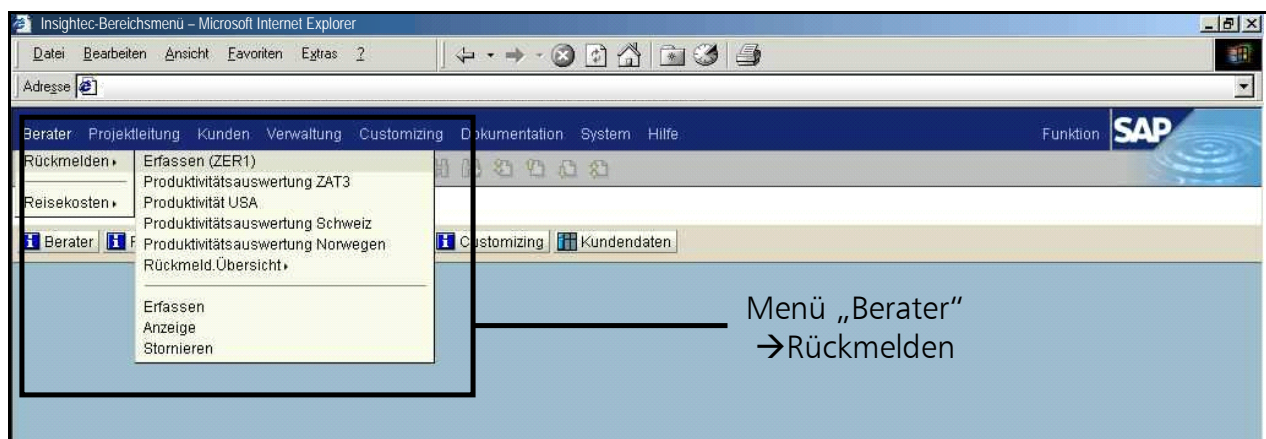 Insightec-Bereichsmenü – Microsoft Internet Explorer
Datei Bearbeiten Ansicht Favoriten Extras ?
Adresse
Berater Projektleitung Kunden Verwaltung Customizing Dokumentation System Hilfe Funktion SAP
Rückmelden
Reisekosten
Erfassen (ZER1)
Produktivitätsauswertung ZAT3
Produktivität USA
Produktivitätsauswertung Schweiz
Produktivitätsauswertung Norwegen
Rückmeld.Übersicht
Erfassen
Anzeige
Stornieren
Berater Customizing Kundendaten
Menü „Berater“
→Rückmelden